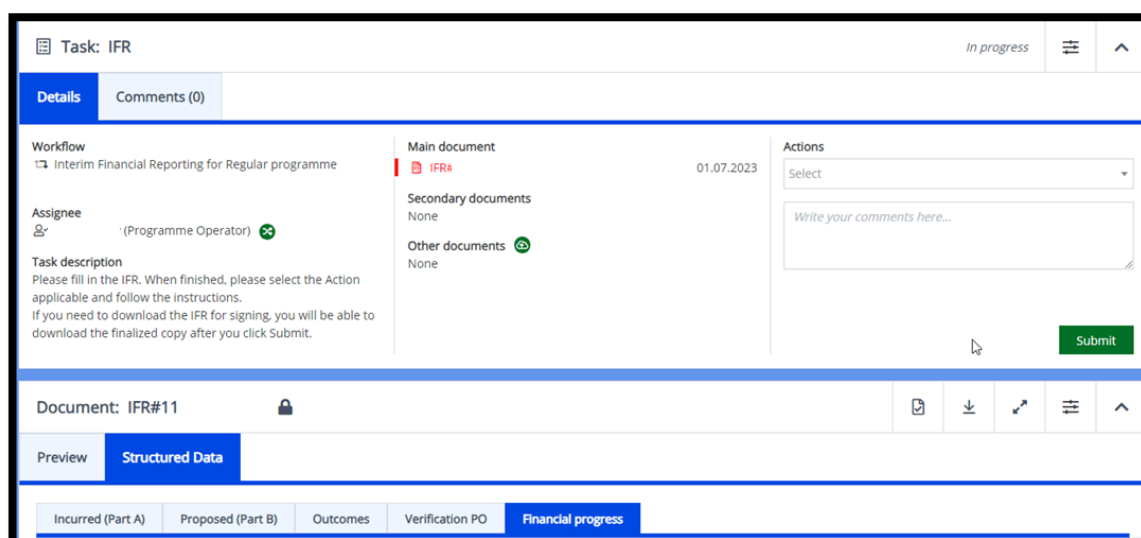 Task: IFR
In progress
Details
Comments (0)
Workflow
Interim Financial Reporting for Regular programme
Assignee
(Programme Operator)
Task description
Please fill in the IFR. When finished, please select the Action
applicable and follow the instructions.
If you need to download the IFR for signing, you will be able to
download the finalized copy after you click Submit.
Main document
IFR# 01.07.2023
Secondary documents
None
Other documents
None
Actions
Select
Write your comments here...
Submit
Document: IFR#11
Preview
Structured Data
Incurred (Part A)
Proposed (Part B)
Outcomes
Verification PO
Financial progress